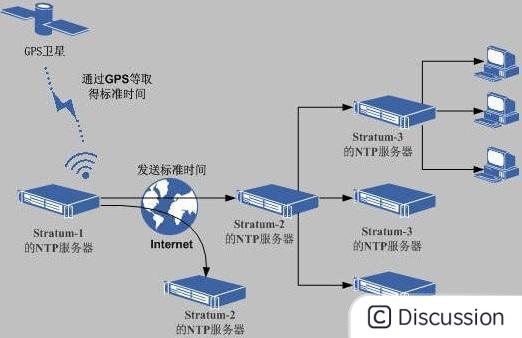 GPS卫星
通过GPS等取
得标准时间
发送标准时间
Internet
Stratum-1
的NTP服务器
Stratum-2
的NTP服务器
Stratum-2
的NTP服务器
Stratum-3
的NTP服务器
Stratum-3
的NTP服务器
C Discussion